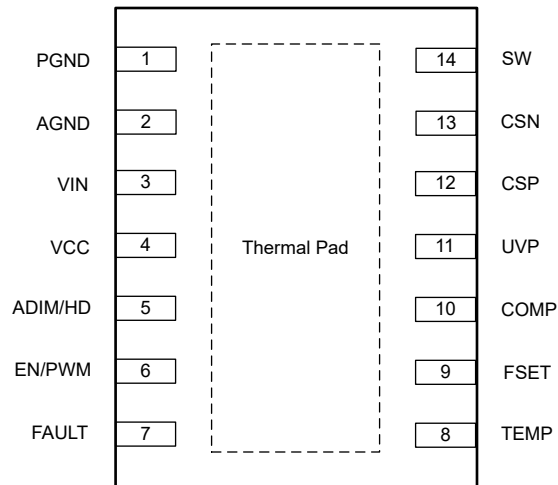 PGND 1 14 SW
AGND 2 13 CSN
VIN 3 12 CSP
VCC 4 Thermal Pad 11 UVP
ADIM/HD 5 10 COMP
EN/PWM 6 9 FSET
FAULT 7 8 TEMP